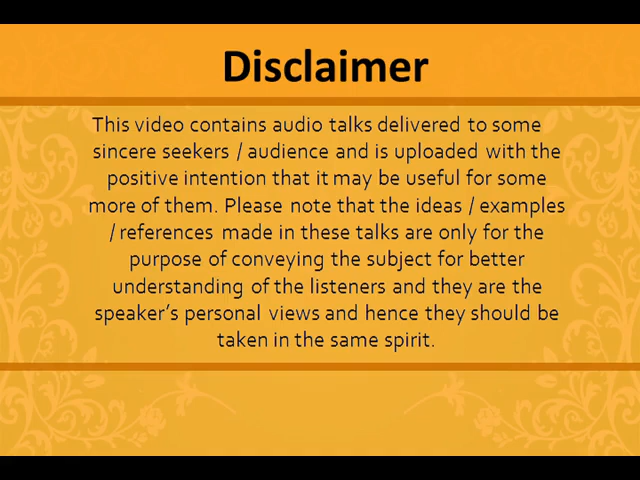 Disclaimer
This video contains audio talks delivered to some
sincere seekers / audience and is uploaded with the
positive intention that it may be useful for some
more of them. Please note that the ideas / examples
/ references made in these talks are only for the
purpose of conveying the subject for better
understanding of the listeners and they are the
speaker’s personal views and hence they should be
taken in the same spirit.